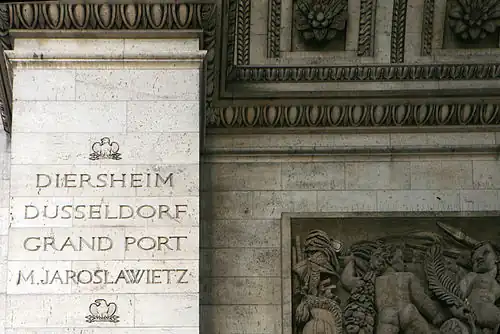 DIERSHEIM
DUSSELDORF
GRAND PORT
M.JAROSLAWIETZ